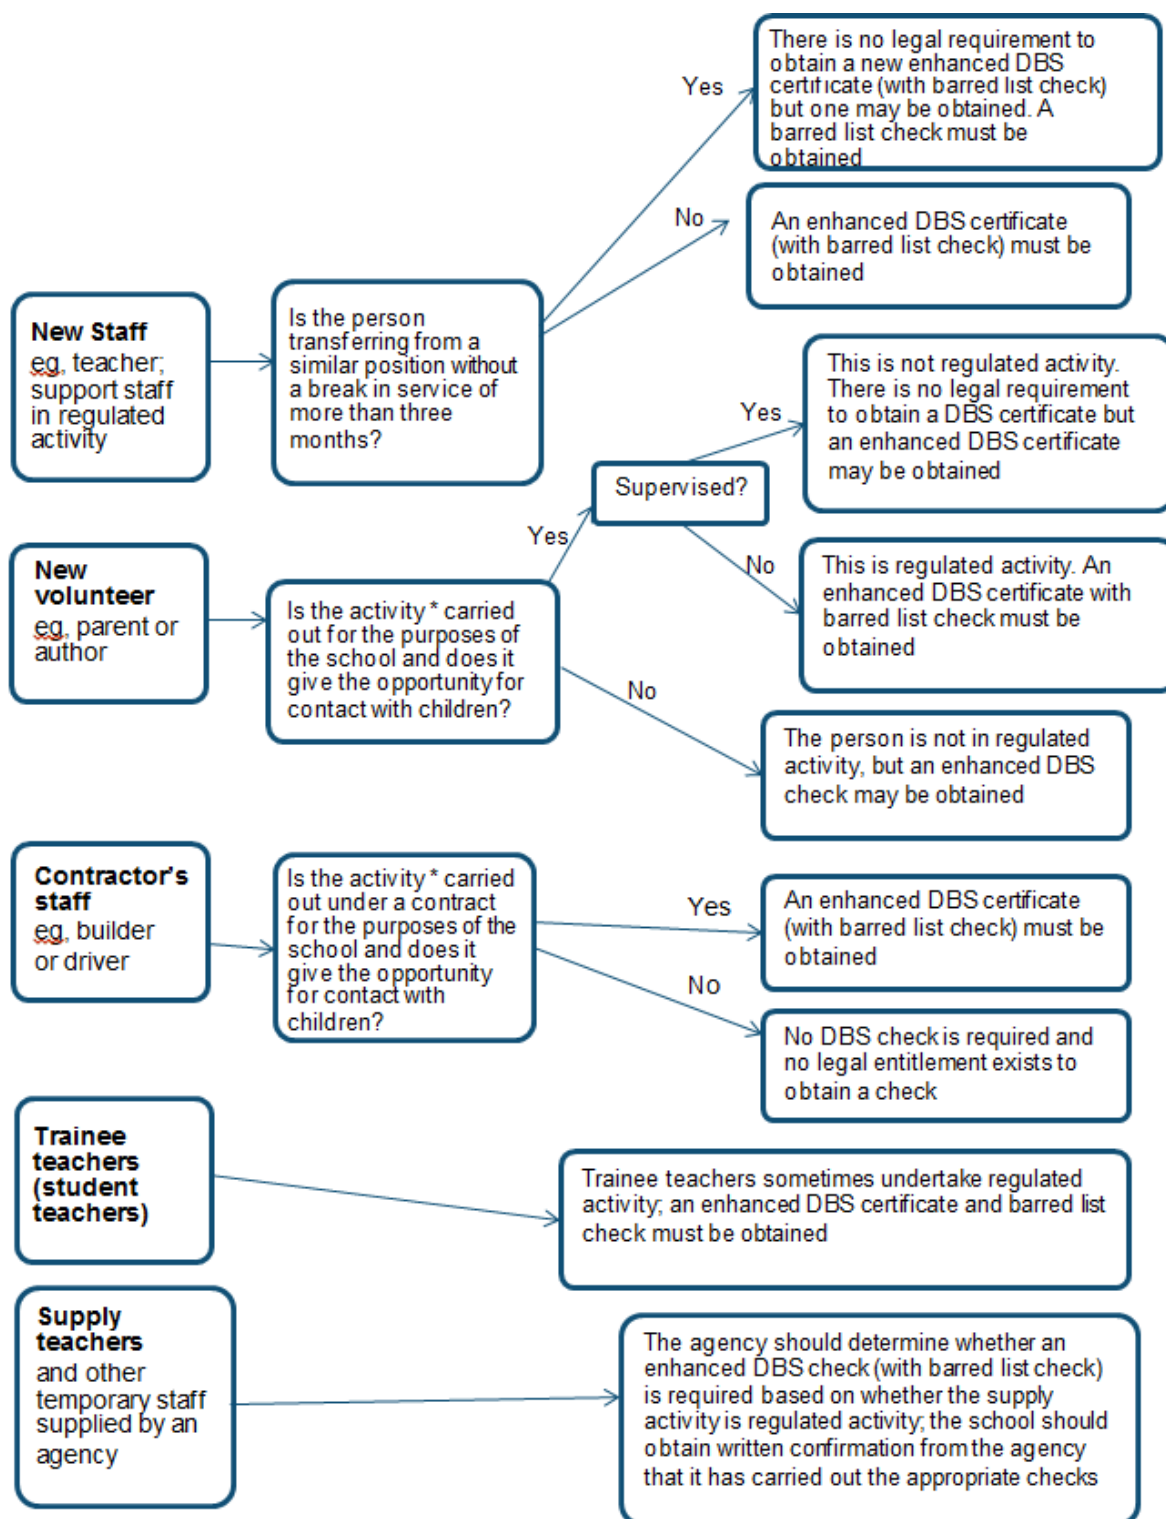 There is no legal requirement to
obtain a new enhanced DBS
certificate (with barred list check)
but one may be obtained. A
barred list check must be
obtained
Yes
No
An enhanced DBS certificate
(with barred list check) must be
obtained
New Staff
eg, teacher;
support staff
in regulated
activity
Is the person
transferring from a
similar position without
a break in service of
more than three
months?
This is not regulated activity.
There is no legal requirement
to obtain a DBS certificate but
an enhanced DBS certificate
may be obtained
Yes
Supervised?
Yes
No
This is regulated activity. An
enhanced DBS certificate with
barred list check must be
obtained
New
volunteer
eg, parent or
author
Is the activity * carried
out for the purposes of
the school and does it
give the opportunity for
contact with children?
No
The person is not in regulated
activity, but an enhanced DBS
check may be obtained
Contractor's
staff
eg, builder
or driver
Is the activity * carried
out under a contract
for the purposes of the
school and does it
give the opportunity
for contact with
children?
Yes
An enhanced DBS certificate
(with barred list check) must be
obtained
No
No DBS check is required and
no legal entitlement exists to
obtain a check
Trainee
teachers
(student
teachers)
Trainee teachers sometimes undertake regulated
activity; an enhanced DBS certificate and barred list
check must be obtained
Supply
teachers
and other
temporary staff
supplied by an
agency
The agency should determine whether an
enhanced DBS check (with barred list check)
is required based on whether the supply
activity is regulated activity; the school should
obtain written confirmation from the agency
that it has carried out the appropriate checks